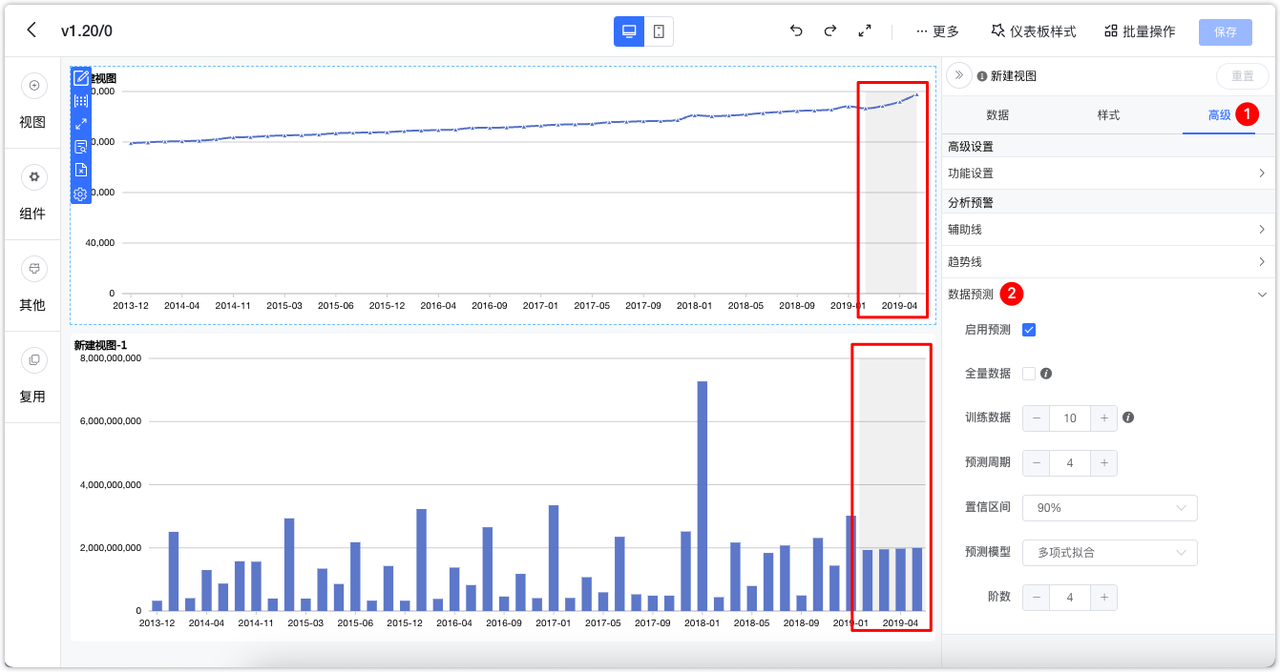 v1.20/0
更多
仪表板样式
批量操作
保存
视图
组件
其他
复用
建视图
0,000
0,000
0,000
40,000
0
2013-12 2014-04 2014-11 2015-03 2015-06 2015-12 2016-04 2016-09 2017-01 2017-05 2017-09 2018-01 2018-05 2018-09 2019-01 2019-04
新建视图-1
8,000,000,000
6,000,000,000
4,000,000,000
2,000,000,000
0
2013-12 2014-04 2014-11 2015-03 2015-06 2015-12 2016-04 2016-09 2017-01 2017-05 2017-09 2018-01 2018-05 2018-09 2019-01 2019-04
新建视图
重置
数据 样式 高级 1
高级设置
功能设置
分析预警
辅助线
趋势线
数据预测 2
启用预测
全量数据
训练数据 10
预测周期 4
置信区间 90%
预测模型 多项式拟合
阶数 4